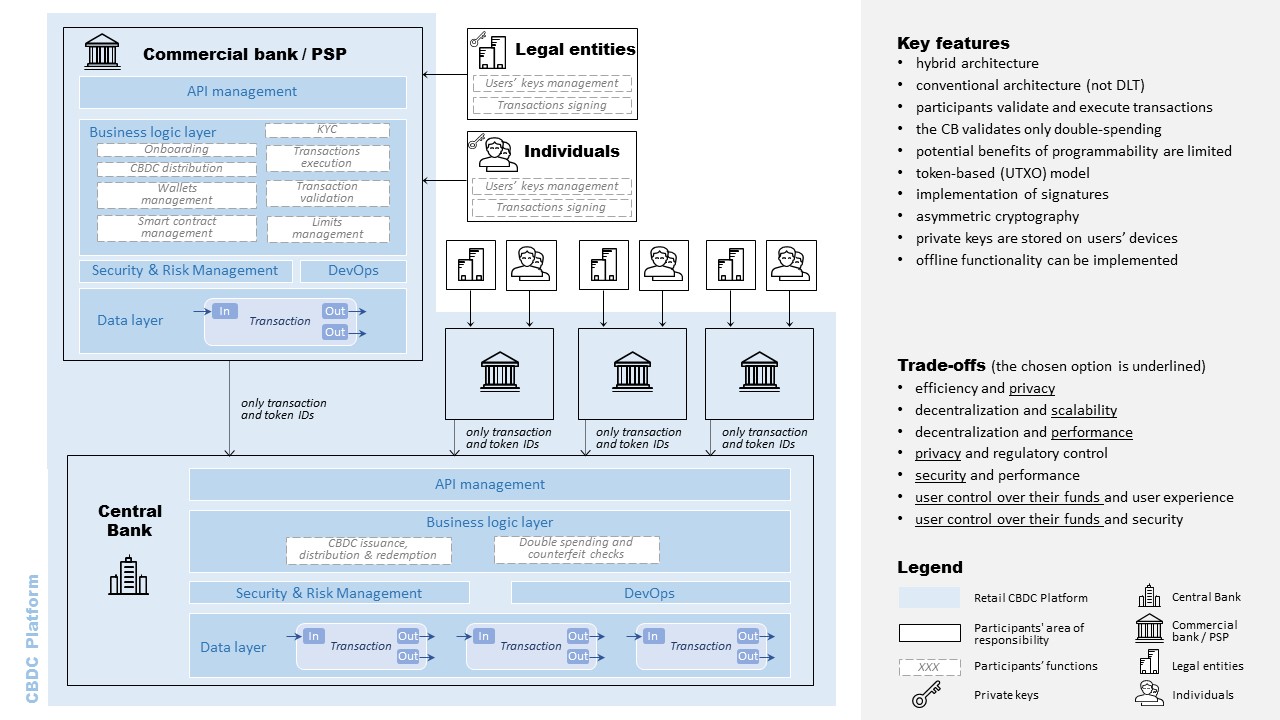 Commercial bank / PSP
API management
Business logic layer
KYC
Onboarding
Transactions
execution
CBDC distribution
Wallets
management
Transaction
validation
Smart contract
management
Limits
management
Security & Risk Management
DevOps
Data layer
In
Transaction
Out
Out
Legal entities
Users’ keys management
Transactions signing
Individuals
Users’ keys management
Transactions signing
only transaction
and token IDs
only transaction
and token IDs
only transaction
and token IDs
only transaction
and token IDs
Central
Bank
API management
Business logic layer
CBDC issuance,
distribution & redemption
Double spending and
counterfeit checks
Security & Risk Management
DevOps
Data layer
In
Transaction
Out
Out
In
Transaction
Out
Out
In
Transaction
Out
Out
CBDC Platform
Key features
• hybrid architecture
• conventional architecture (not DLT)
• participants validate and execute transactions
• the CB validates only double-spending
• potential benefits of programmability are limited
• token-based (UTXO) model
• implementation of signatures
• asymmetric cryptography
• private keys are stored on users’ devices
• offline functionality can be implemented
Trade-offs (the chosen option is underlined)
• efficiency and privacy
• decentralization and scalability
• decentralization and performance
• privacy and regulatory control
• security and performance
• user control over their funds and user experience
• user control over their funds and security
Legend
Retail CBDC Platform
Participants' area of
responsibility
XXX
Participants’ functions
Private keys
Central Bank
Commercial
bank / PSP
Legal entities
Individuals